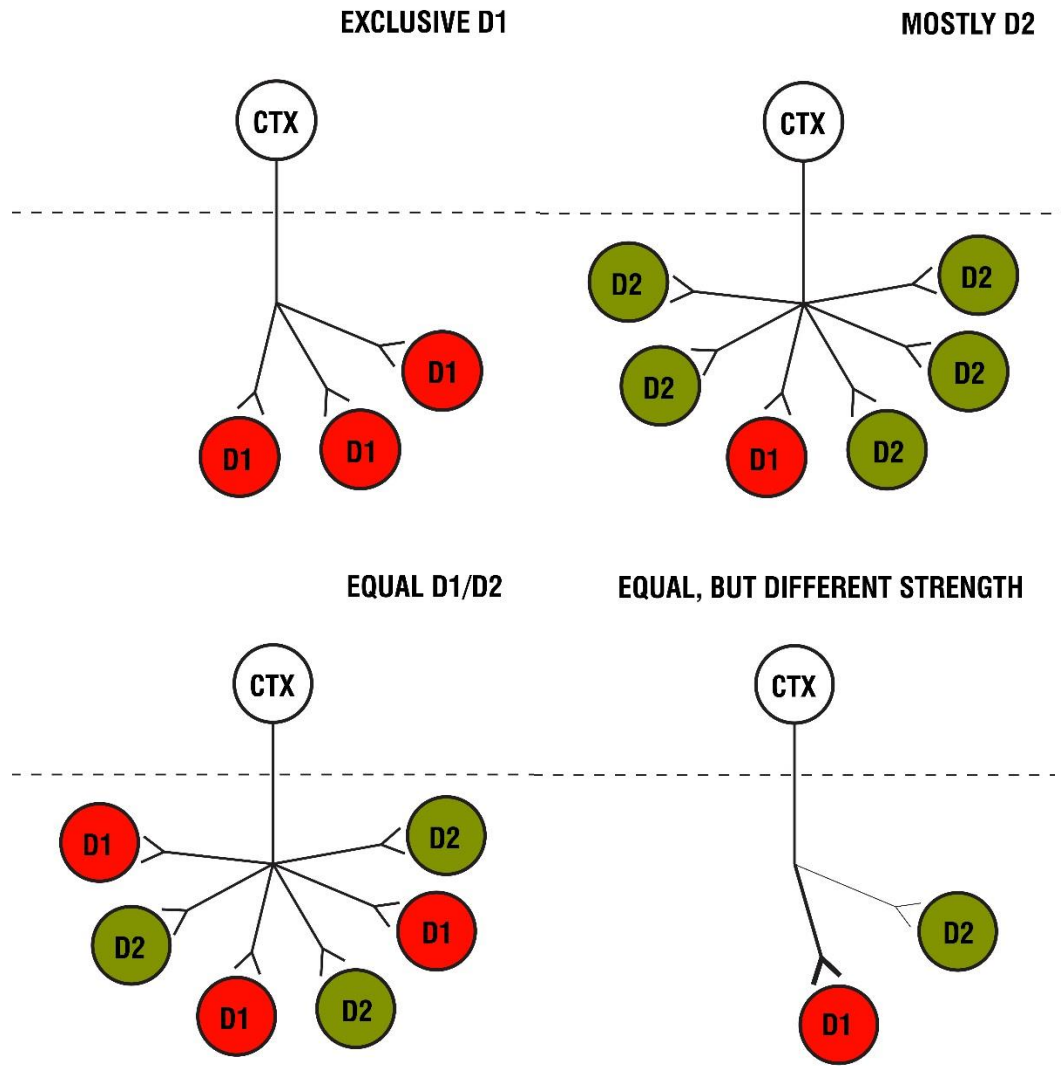 EXCLUSIVE D1
CTX
D1
D1
D1
MOSTLY D2
CTX
D2
D2
D2
D2
D1
D2
EQUAL D1/D2
CTX
D1
D2
D2
D1
D1
D2
EQUAL, BUT DIFFERENT STRENGTH
CTX
D2
D1